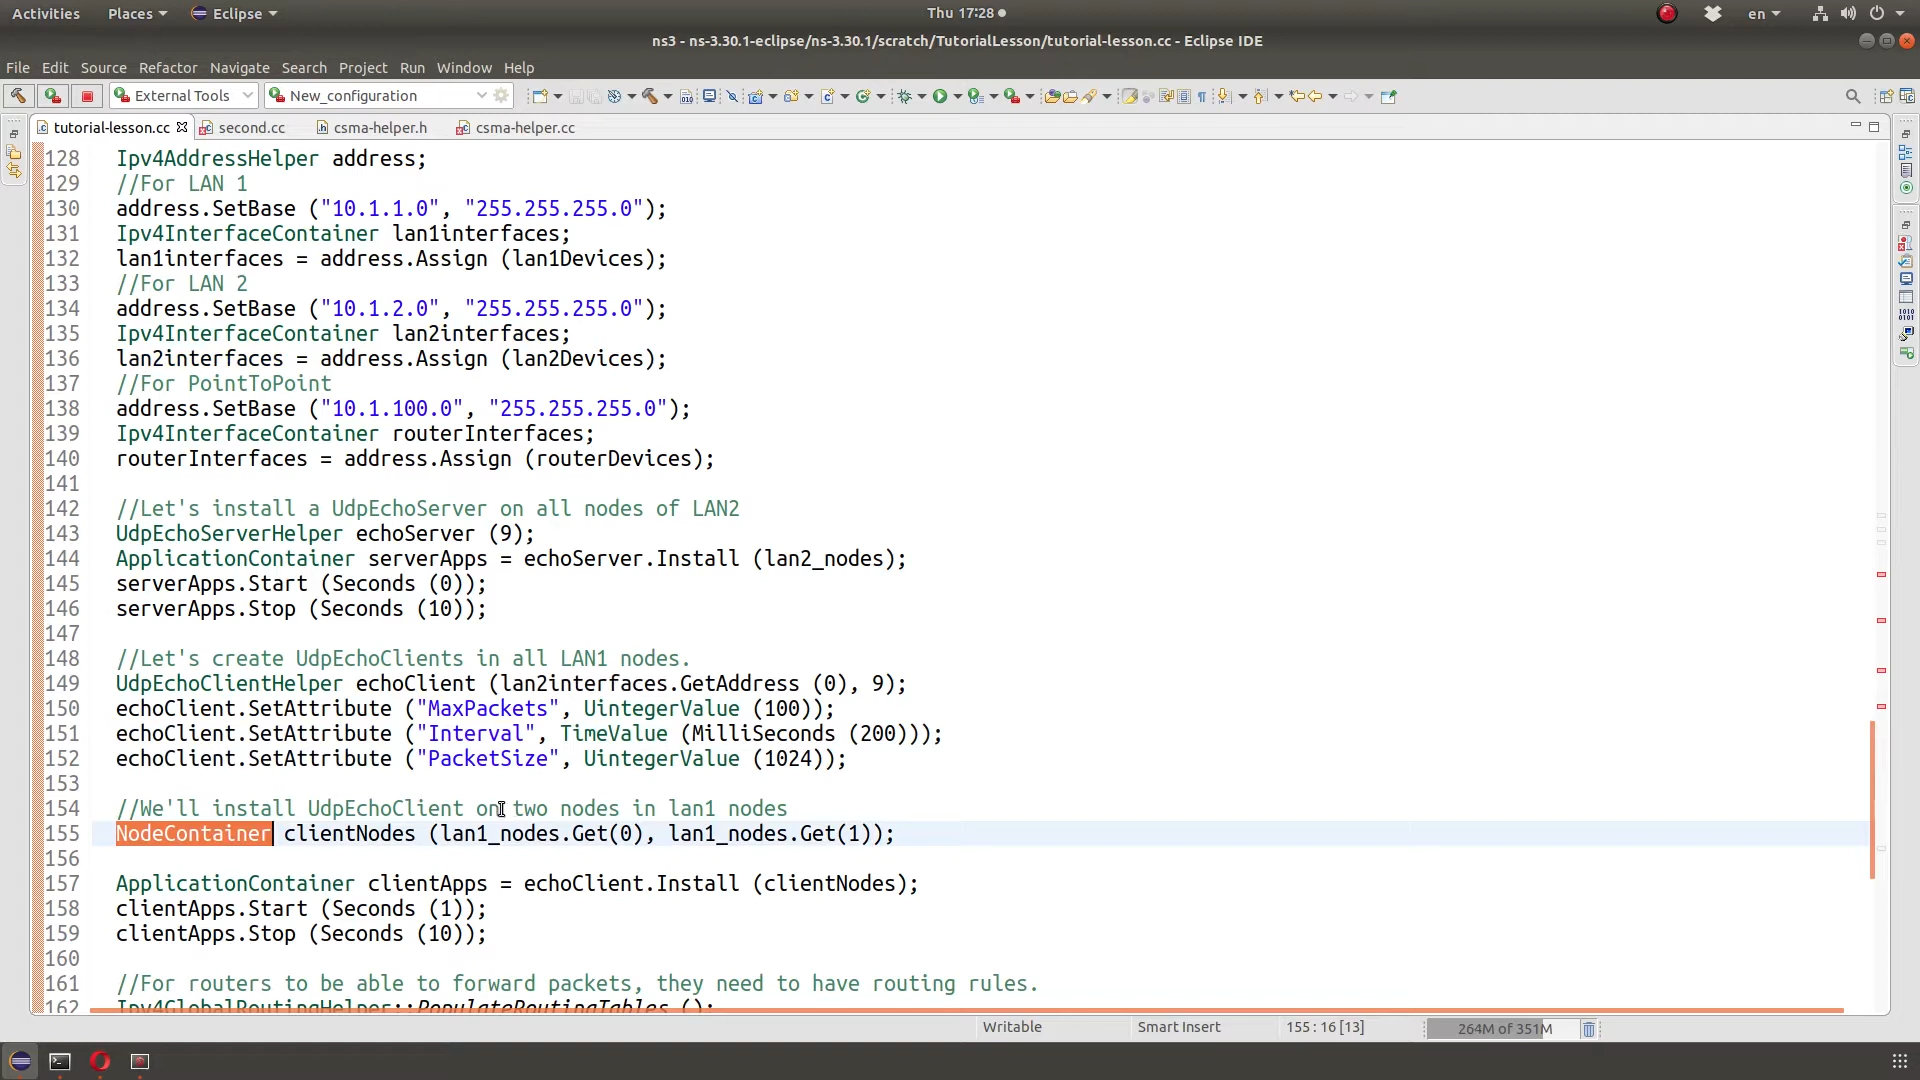 Activities Places Eclipse Thu 17:28 en
ns3 - ns-3.30.1-eclipse/ns-3.30.1/scratch/TutorialLesson/tutorial-lesson.cc - Eclipse IDE
File Edit Source Refactor Navigate Search Project Run Window Help
External Tools New_configuration
tutorial-lesson.cc second.cc csma-helper.h csma-helper.cc
128 Ipv4AddressHelper address;
129 //For LAN 1
130 address.SetBase ("10.1.1.0", "255.255.255.0");
131 Ipv4InterfaceContainer lan1interfaces;
132 lan1interfaces = address.Assign (lan1Devices);
133 //For LAN 2
134 address.SetBase ("10.1.2.0", "255.255.255.0");
135 Ipv4InterfaceContainer lan2interfaces;
136 lan2interfaces = address.Assign (lan2Devices);
137 //For PointToPoint
138 address.SetBase ("10.1.100.0", "255.255.255.0");
139 Ipv4InterfaceContainer routerInterfaces;
140 routerInterfaces = address.Assign (routerDevices);
141
142 //Let's install a UdpEchoServer on all nodes of LAN2
143 UdpEchoServerHelper echoServer (9);
144 ApplicationContainer serverApps = echoServer.Install (lan2_nodes);
145 serverApps.Start (Seconds (0));
146 serverApps.Stop (Seconds (10));
147
148 //Let's create UdpEchoClients in all LAN1 nodes.
149 UdpEchoClientHelper echoClient (lan2interfaces.GetAddress (0), 9);
150 echoClient.SetAttribute ("MaxPackets", UintegerValue (100));
151 echoClient.SetAttribute ("Interval", TimeValue (MilliSeconds (200)));
152 echoClient.SetAttribute ("PacketSize", UintegerValue (1024));
153
154 //We'll install UdpEchoClient on two nodes in lan1 nodes
155 NodeContainer clientNodes (lan1_nodes.Get(0), lan1_nodes.Get(1));
156
157 ApplicationContainer clientApps = echoClient.Install (clientNodes);
158 clientApps.Start (Seconds (1));
159 clientApps.Stop (Seconds (10));
160
161 //For routers to be able to forward packets, they need to have routing rules.
162 Ipv4GlobalRoutingHelper::PopulateRoutingTables ();
Writable Smart Insert 155 : 16 [13] 264M of 351M